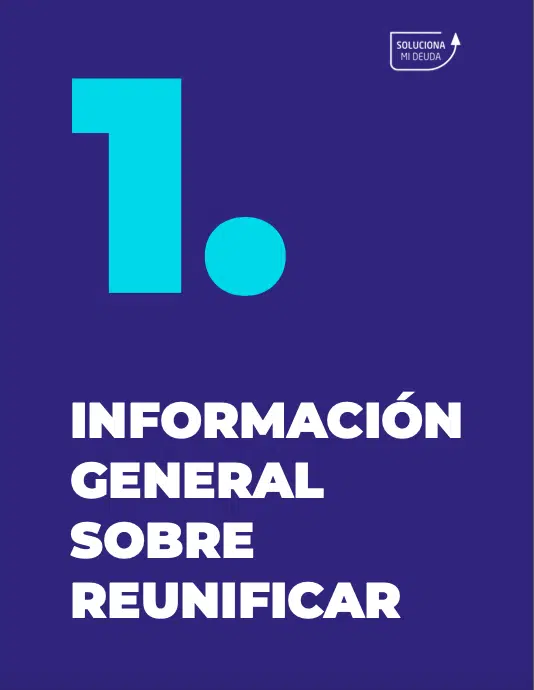 SOLUCIONA
MI DEUDA
1.
INFORMACIÓN
GENERAL
SOBRE
REUNIFICAR